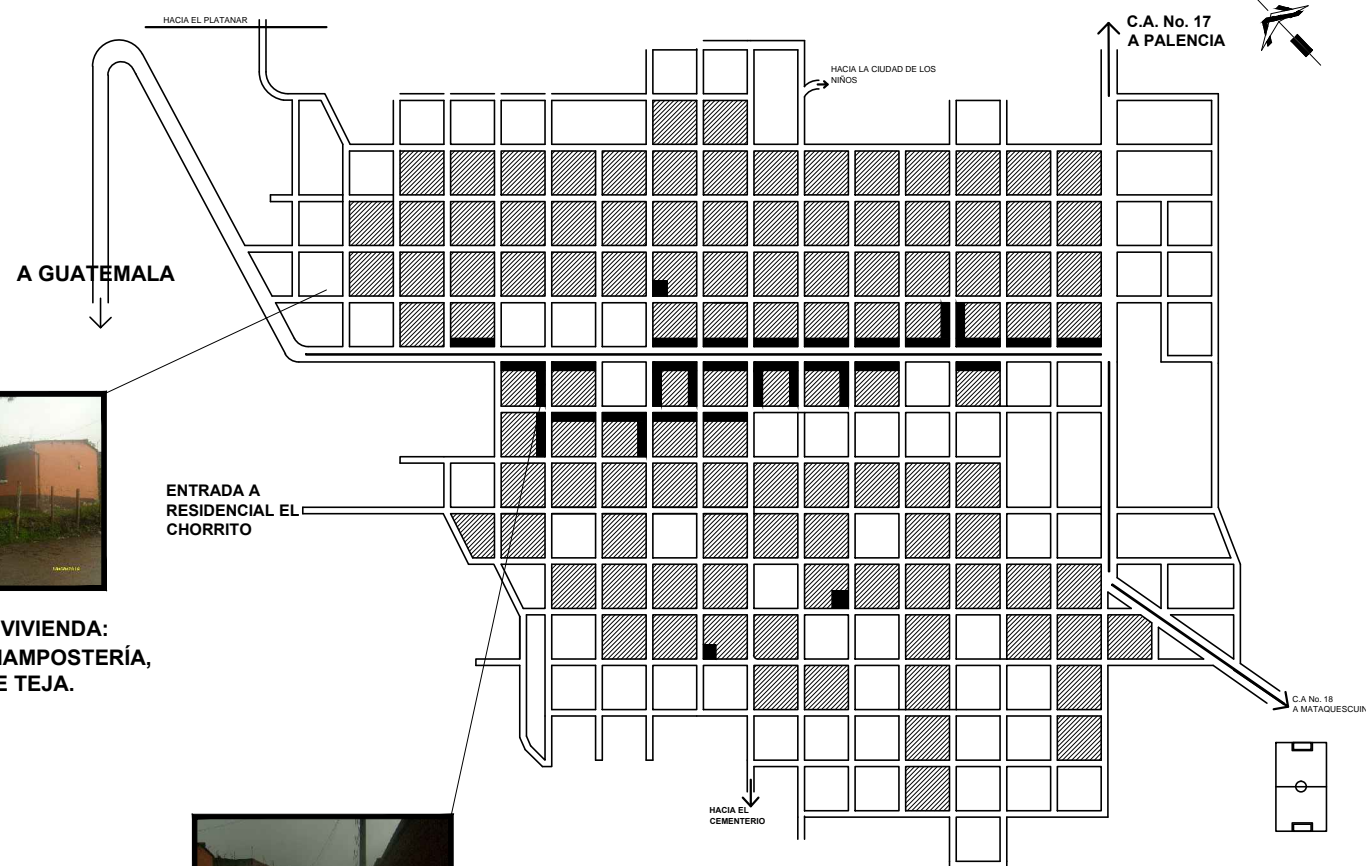 HACIA EL PLATANAR
C.A. No. 17
A PALENCIA
HACIA LA CIUDAD DE LOS
NIÑOS
A GUATEMALA
ENTRADA A
RESIDENCIAL EL
CHORRITO
VIVIENDA:
TEJA.
C.A No. 18
A MATAQUESCUIN
HACIA EL
CEMENTERIO